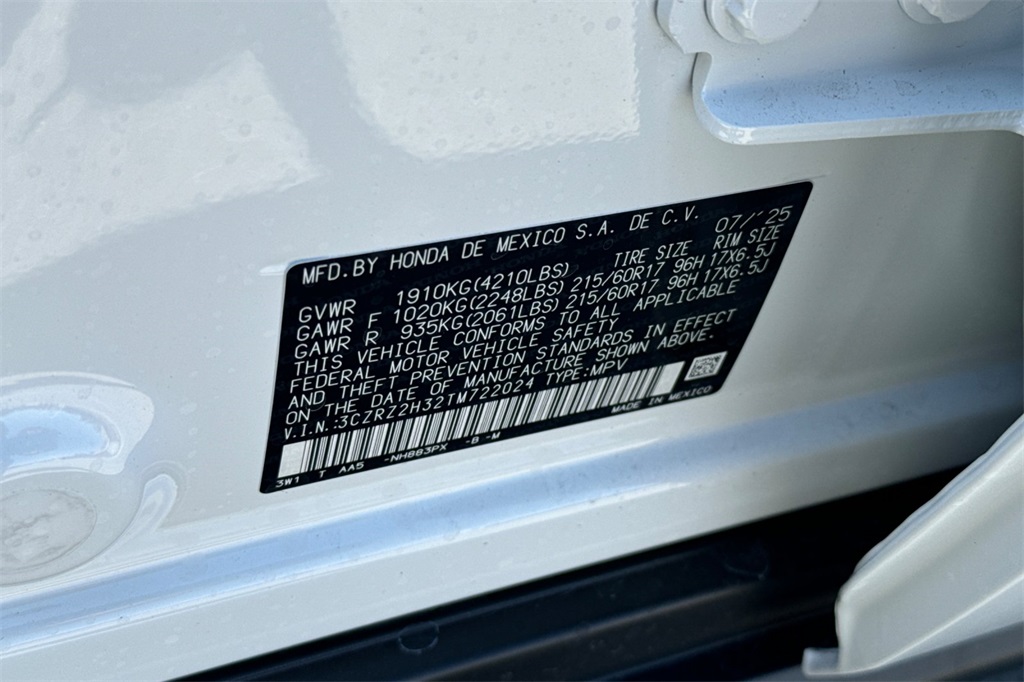 MFD.BY HONDA DE MEXICO S.A. DE C.V. 07/'25
TIRE SIZE RIM SIZE
GVWR 1910KG(4210LBS)
GAWR F 1020KG(2248LBS) 215/60R17 96H 17X6.5J
GAWR R 935KG(2061LBS) 215/60R17 96H 17X6.5J
THIS VEHICLE CONFORMS TO ALL APPLICABLE
FEDERAL MOTOR VEHICLE SAFETY
AND THEFT PREVENTION STANDARDS IN EFFECT
ON THE DATE OF MANUFACTURE SHOWN ABOVE.
V.I.N.:3CZRZ2H32TM722024 TYPE:MPV
3W1 T AA5 -NH883PX -B -M MADE IN MEXICO